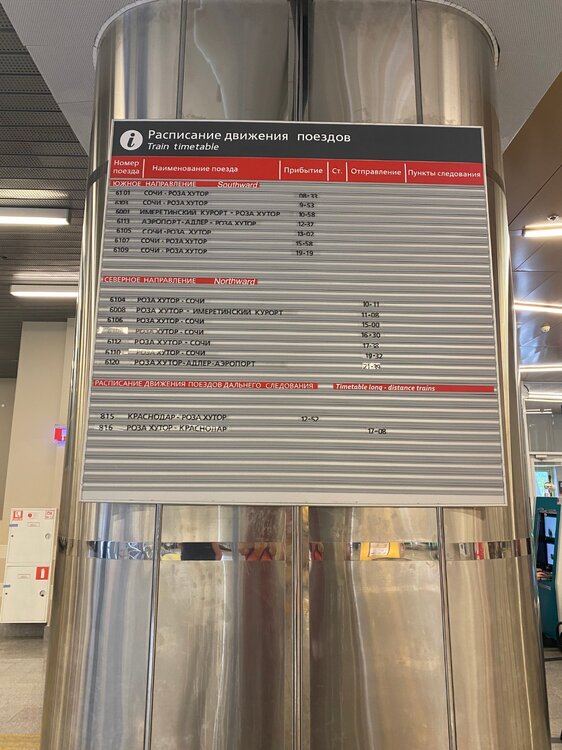 i Расписание движения поездов
Train timetable
Номер поезда Наименование поезда Прибытие Ст. Отправление Пункты следования
ЮЖНОЕ НАПРАВЛЕНИЕ Southward
6101 СОЧИ - РОЗА ХУТОР 08-33
6103 СОЧИ - РОЗА ХУТОР 9-53
6001 ИМЕРЕТИНСКИЙ КУРОРТ - РОЗА ХУТОР 10-58
6113 АЭРОПОРТ-АДЛЕР - РОЗА ХУТОР 12-37
6105 СОЧИ - РОЗА ХУТОР 13-02
6107 СОЧИ - РОЗА ХУТОР 15-58
6109 СОЧИ - РОЗА ХУТОР 19-19
СЕВЕРНОЕ НАПРАВЛЕНИЕ Northward
6104 РОЗА ХУТОР - СОЧИ 10-11
6008 РОЗА ХУТОР - ИМЕРЕТИНСКИЙ КУРОРТ 11-08
6106 РОЗА ХУТОР - СОЧИ 15-00
РОЗА ХУТОР - СОЧИ 16-30
6112 РОЗА ХУТОР - СОЧИ
6110 РОЗА ХУТОР - СОЧИ 19-32
6120 РОЗА ХУТОР-АДЛЕР-АЭРОПОРТ
РАСПИСАНИЕ ДВИЖЕНИЯ ПОЕЗДОВ ДАЛЬНЕГО СЛЕДОВАНИЯ Timetable long - distance trains
815 КРАСНОДАР - РОЗА ХУТОР 12-52
816 РОЗА ХУТОР - КРАСНОДАР 17-08